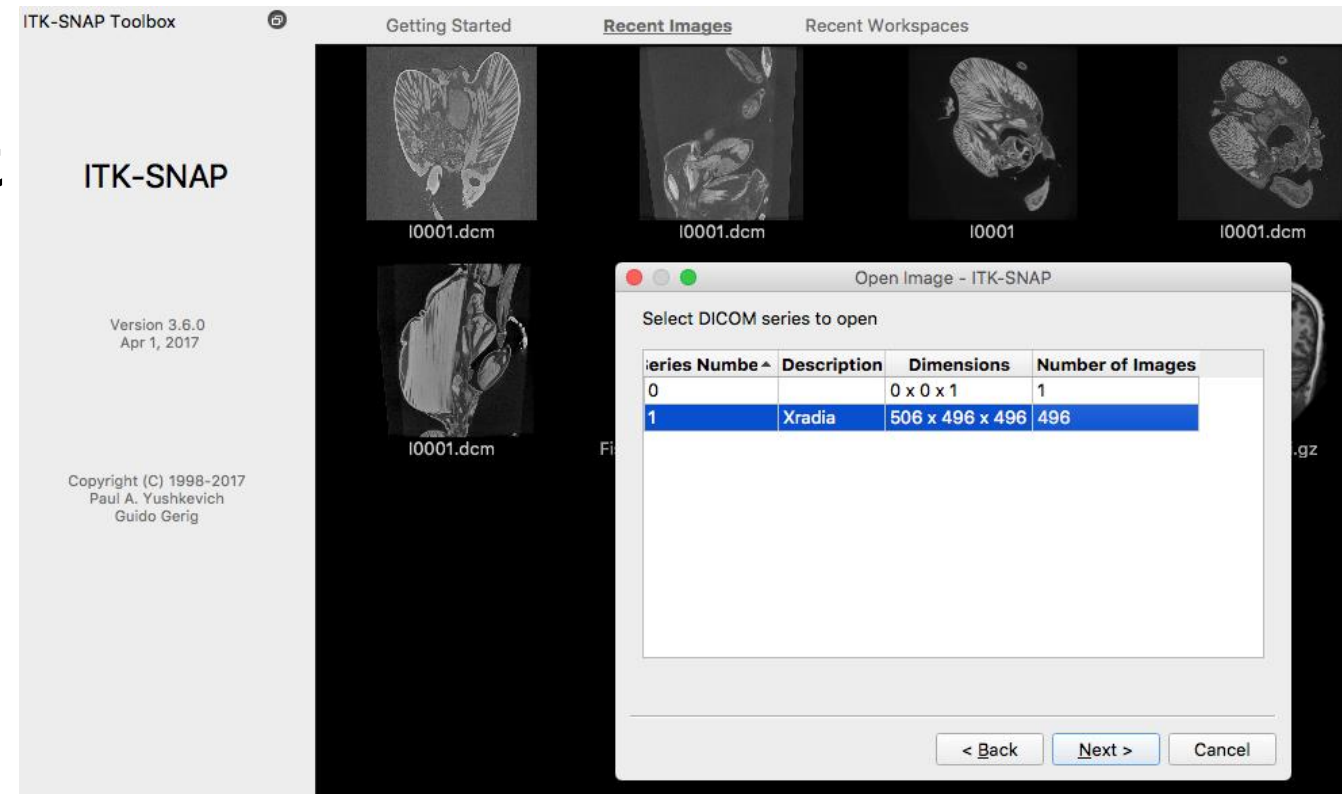 ITK-SNAP Toolbox
Getting Started Recent Images Recent Workspaces
ITK-SNAP
Version 3.6.0
Apr 1, 2017
Copyright (C) 1998-2017
Paul A. Yushkevich
Guido Gerig
I0001.dcm I0001.dcm I0001 I0001.dcm
I0001.dcm Fi .gz
Open Image - ITK-SNAP
Select DICOM series to open
eries Numbe Description Dimensions Number of Images
0 0 x 0 x 1 1
1 Xradia 506 x 496 x 496 496
< Back Next > Cancel